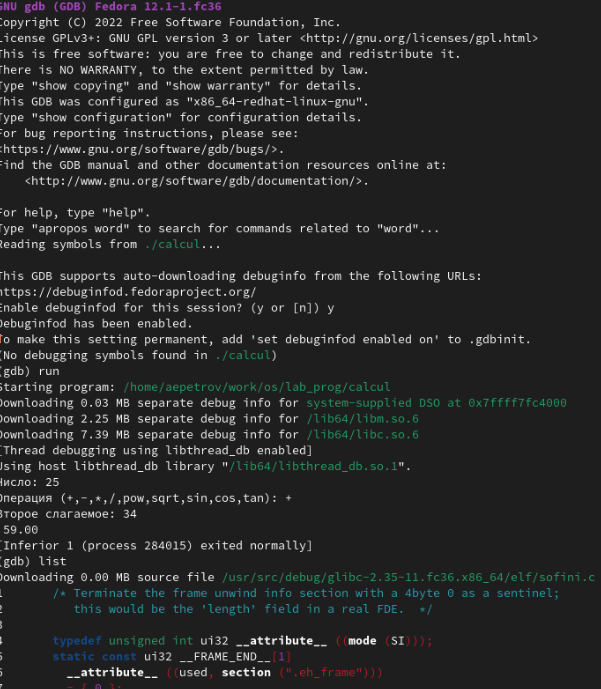 GNU gdb (GDB) Fedora 12.1-1.fc36
Copyright (C) 2022 Free Software Foundation, Inc.
License GPLv3+: GNU GPL version 3 or later <http://gnu.org/licenses/gpl.html>
This is free software: you are free to change and redistribute it.
There is NO WARRANTY, to the extent permitted by law.
Type "show copying" and "show warranty" for details.
This GDB was configured as "x86_64-redhat-linux-gnu".
Type "show configuration" for configuration details.
For bug reporting instructions, please see:
<https://www.gnu.org/software/gdb/bugs/>.
Find the GDB manual and other documentation resources online at:
    <http://www.gnu.org/software/gdb/documentation/>.
For help, type "help".
Type "apropos word" to search for commands related to "word"...
Reading symbols from ./calcul...
This GDB supports auto-downloading debuginfo from the following URLs:
https://debuginfod.fedoraproject.org/
Enable debuginfod for this session? (y or [n]) y
Debuginfod has been enabled.
To make this setting permanent, add 'set debuginfod enabled on' to .gdbinit.
(No debugging symbols found in ./calcul)
(gdb) run
Starting program: /home/aepetrov/work/os/lab_prog/calcul
Downloading 0.03 MB separate debug info for system-supplied DSO at 0x7ffff7fc4000
Downloading 2.25 MB separate debug info for /lib64/libm.so.6
Downloading 7.39 MB separate debug info for /lib64/libc.so.6
[Thread debugging using libthread_db enabled]
Using host libthread_db library "/lib64/libthread_db.so.1".
Число: 25
Операция (+,-,*,/,pow,sqrt,sin,cos,tan): +
Второе слагаемое: 34
 59.00
[Inferior 1 (process 284015) exited normally]
(gdb) list
Downloading 0.00 MB source file /usr/src/debug/glibc-2.35-11.fc36.x86_64/elf/sofini.c
1       /* Terminate the frame unwind info section with a 4byte 0 as a sentinel;
2          this would be the 'length' field in a real FDE.  */
3
4       typedef unsigned int ui32 __attribute__ ((mode (SI)));
5       static const ui32 __FRAME_END__[1]
6         __attribute__ ((used, section (".eh_frame")))
7         = { 0 };